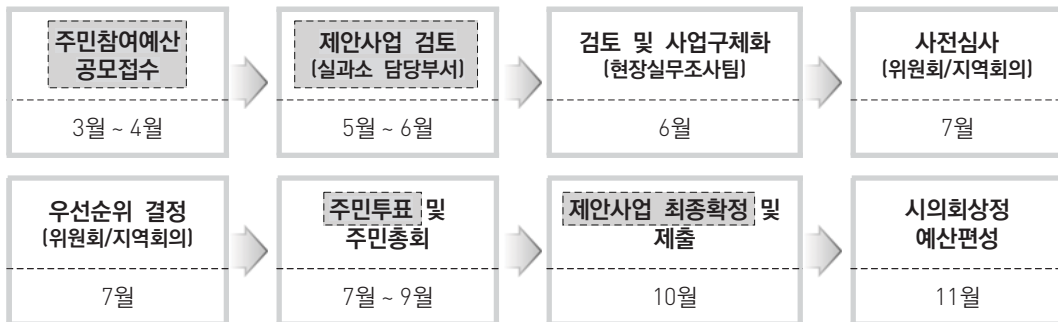 주민참여예산
공모접수
3월 ~ 4월
제안사업 검토
(실과소 담당부서)
5월 ~ 6월
검토 및 사업구체화
(현장실무조사팀)
6월
사전심사
(위원회/지역회의)
7월
우선순위 결정
(위원회/지역회의)
7월
주민투표 및
주민총회
7월 ~ 9월
제안사업 최종확정 및
제출
10월
시의회상정
예산편성
11월